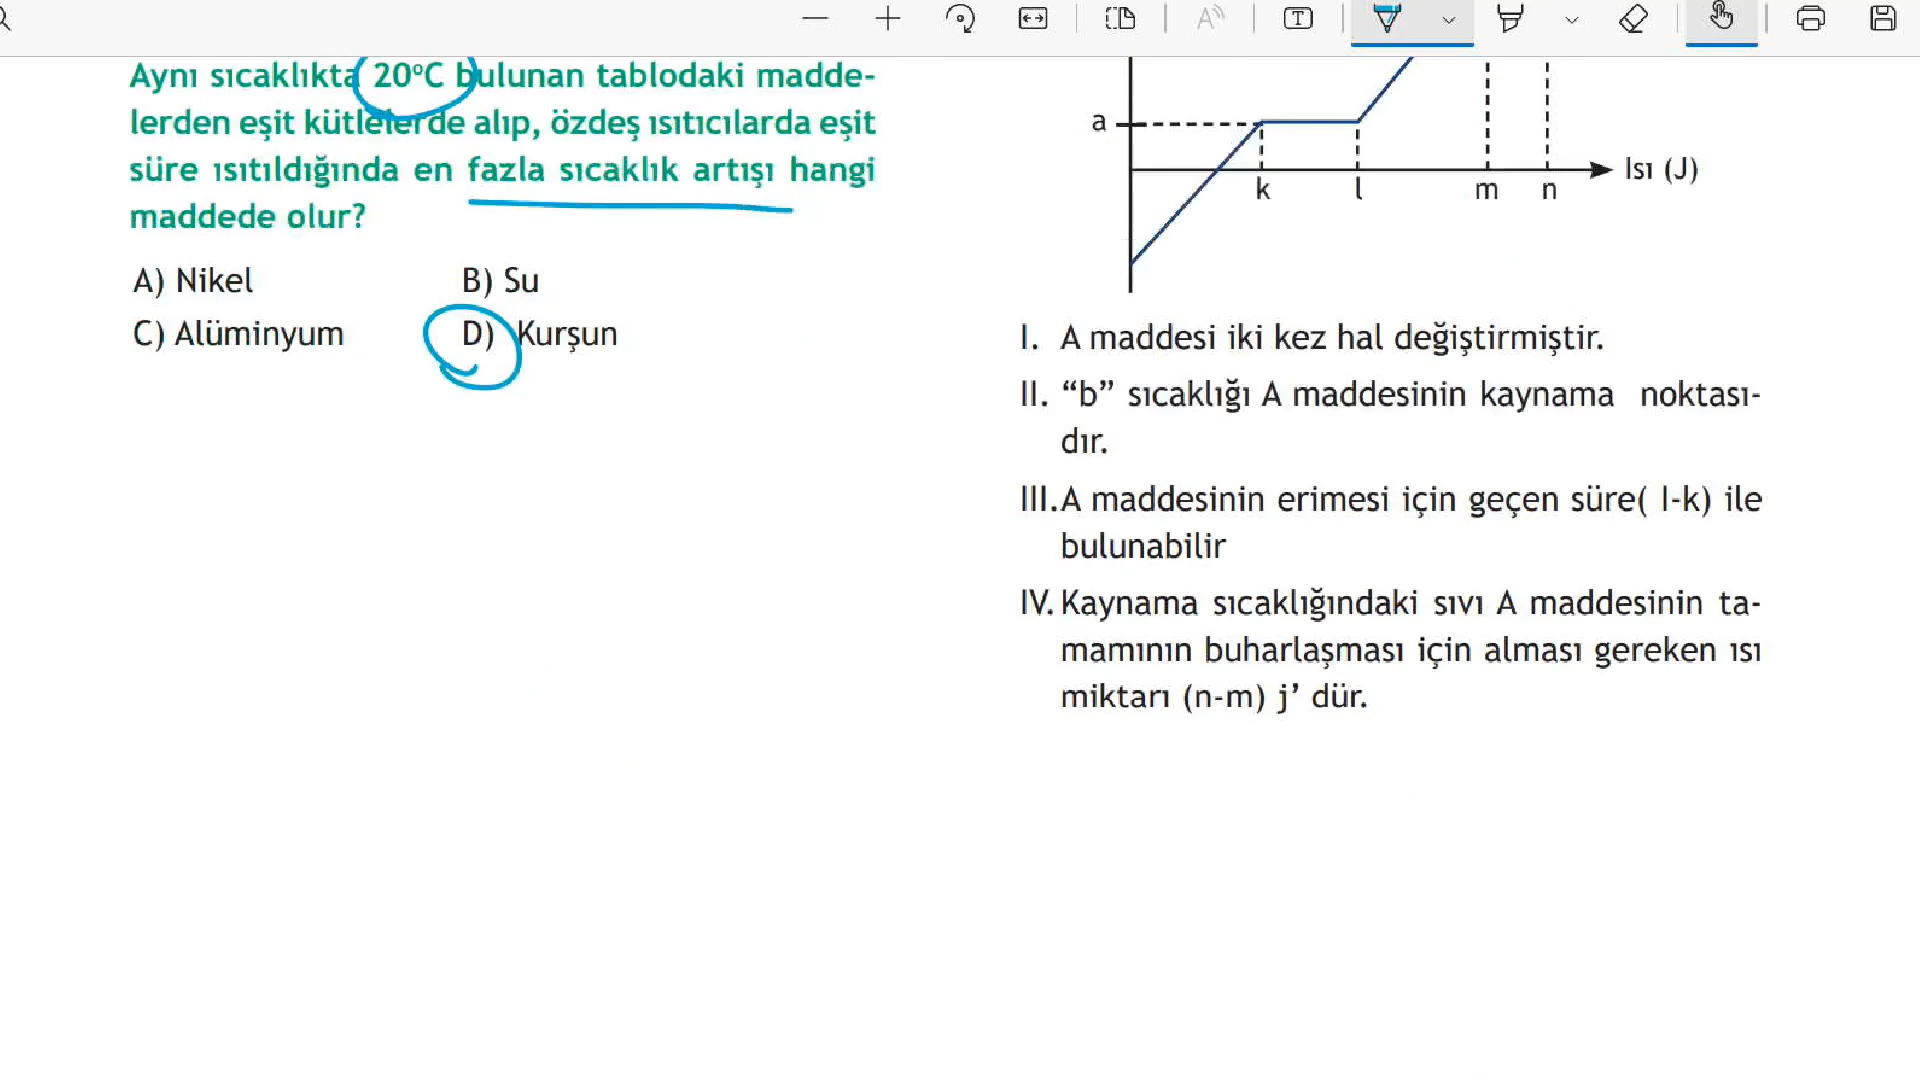 Aynı sıcaklıkta 20°C bulunan tablodaki madde-
lerden eşit kütlelerde alıp, özdeş ısıtıcılarda eşit
süre ısıtıldığında en fazla sıcaklık artışı hangi
maddede olur?
A) Nikel
B) Su
C) Alüminyum
D) Kurşun
a
k
l
m
n
Isı (J)
I. A maddesi iki kez hal değiştirmiştir.
II. “b” sıcaklığı A maddesinin kaynama noktası-
dır.
III.A maddesinin erimesi için geçen süre( l-k) ile
bulunabilir
IV. Kaynama sıcaklığındaki sıvı A maddesinin ta-
mamının buharlaşması için alması gereken ısı
miktarı (n-m) j’ dür.